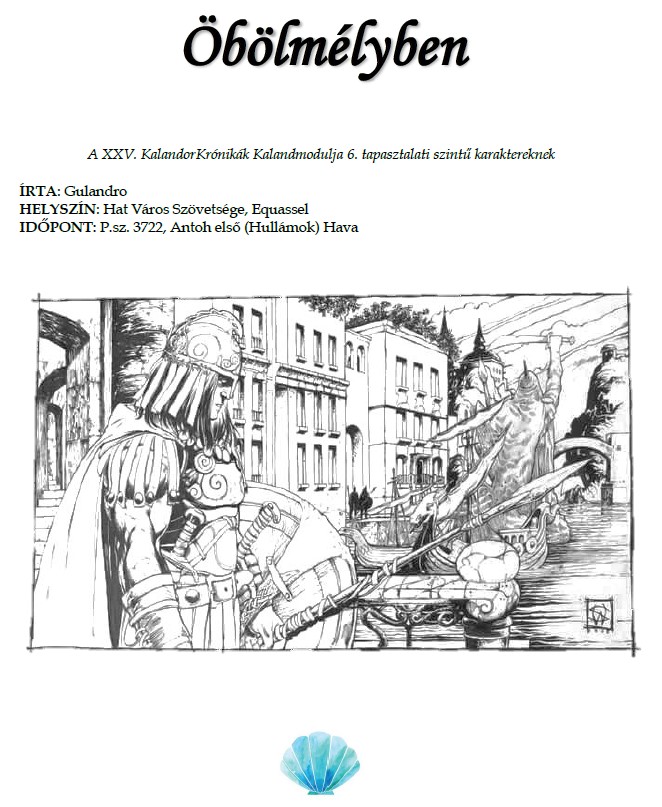 Öbölmélyben
A XXV. KalandorKrónikák Kalandmodulja 6. tapasztalati szintű karaktereknek
ÍRTA: Gulandro
HELYSZÍN: Hat Város Szövetsége, Equassel
IDŐPONT: P.sz. 3722, Antoh első (Hullámok) Hava